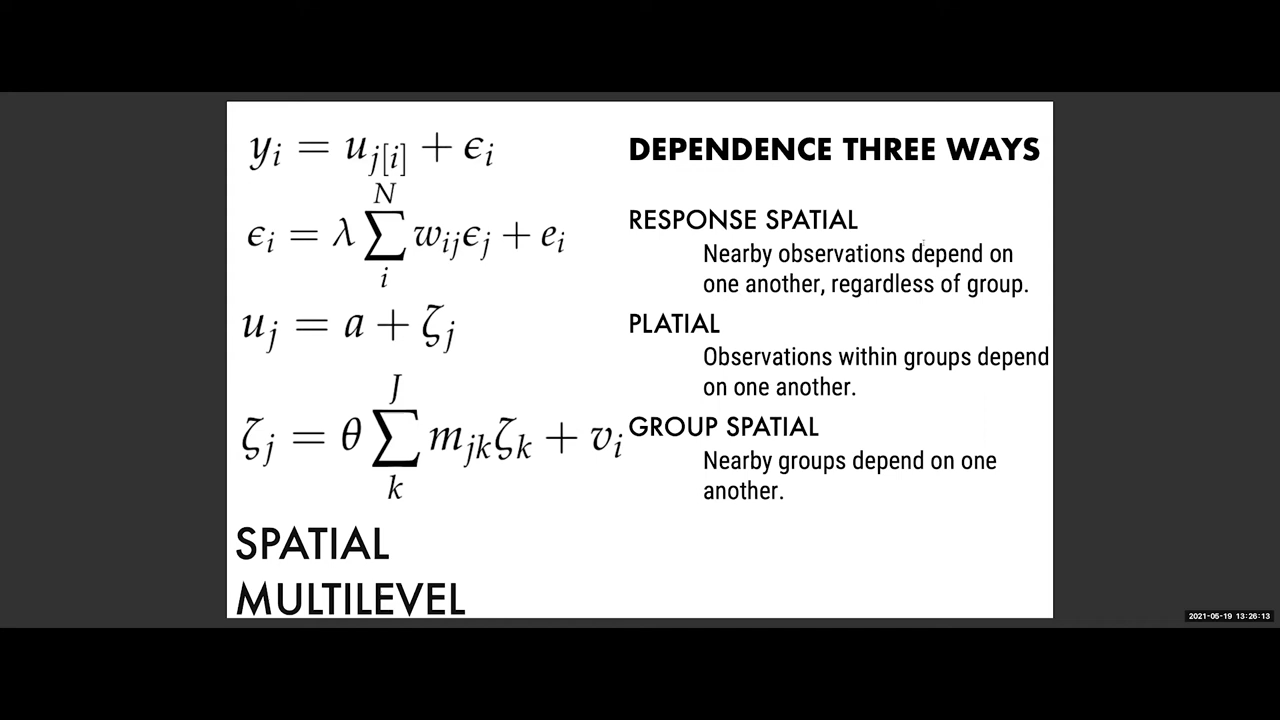 y_i = u_{j[i]} + ϵ_i
ϵ_i = λ ∑_i^N w_{ij}ϵ_j + e_i
u_j = a + ζ_j
ζ_j = θ ∑_k^J m_{jk}ζ_k + v_i
SPATIAL
MULTILEVEL
DEPENDENCE THREE WAYS
RESPONSE SPATIAL
Nearby observations depend on
one another, regardless of group.
PLATIAL
Observations within groups depend
on one another.
GROUP SPATIAL
Nearby groups depend on one
another.
2021-05-19 13:26:13